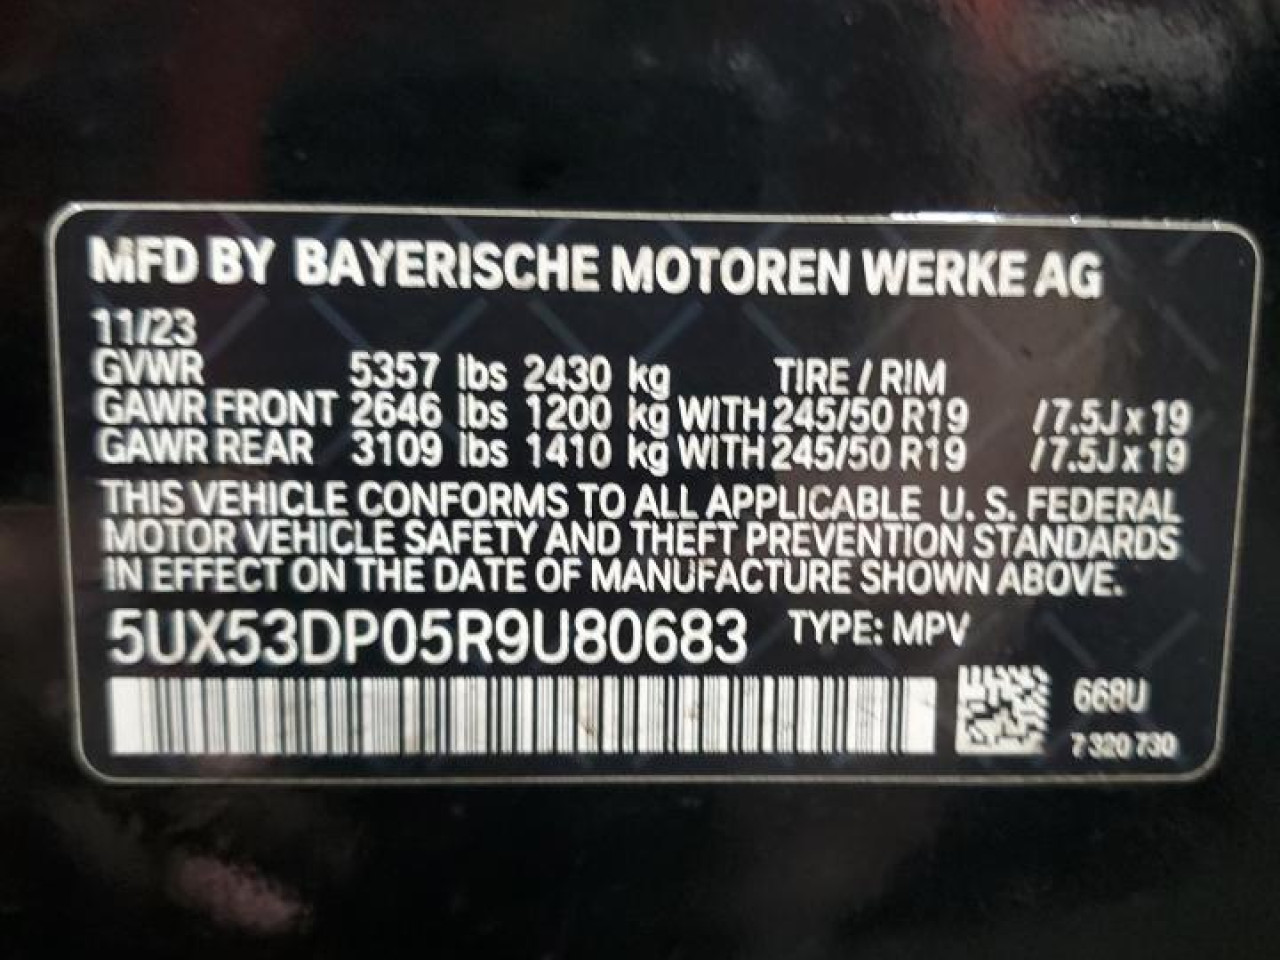 MFD BY BAYERISCHE MOTOREN WERKE AG
11/23
GVWR 5357 lbs 2430 kg TIRE / RIM
GAWR FRONT 2646 lbs 1200 kg WITH 245/50 R19 /7.5J x 19
GAWR REAR 3109 lbs 1410 kg WITH 245/50 R19 /7.5J x 19
THIS VEHICLE CONFORMS TO ALL APPLICABLE U. S. FEDERAL
MOTOR VEHICLE SAFETY AND THEFT PREVENTION STANDARDS
IN EFFECT ON THE DATE OF MANUFACTURE SHOWN ABOVE.
5UX53DP05R9U80683 TYPE: MPV
668U
7 320 730